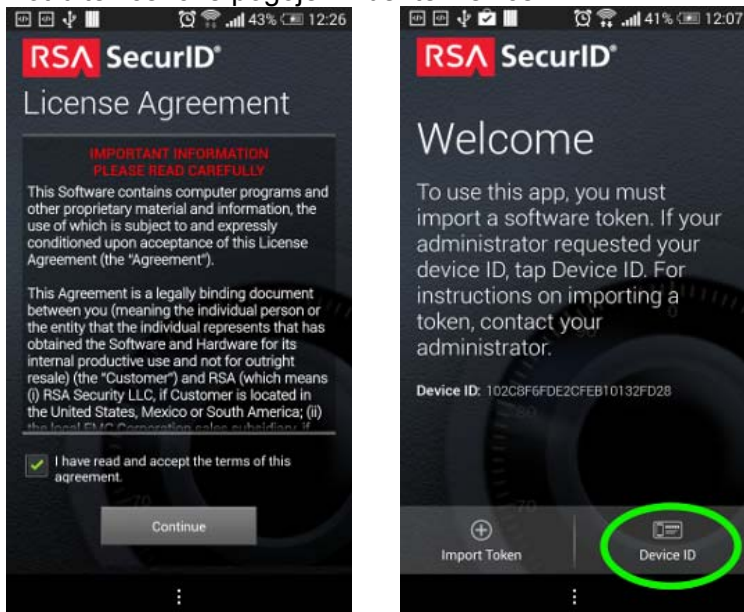 43% 12:26
RSA SecurID®
License Agreement
IMPORTANT INFORMATION
PLEASE READ CAREFULLY
This Software contains computer programs and
other proprietary material and information, the
use of which is subject to and expressly
conditioned upon acceptance of this License
Agreement (the "Agreement").
This Agreement is a legally binding document
between you (meaning the individual person or
the entity that the individual represents that has
obtained the Software and Hardware for its
internal productive use and not for outright
resale) (the "Customer") and RSA (which means
(i) RSA Security LLC, if Customer is located in
the United States, Mexico or South America; (ii)
the local EMC Corporation sales subsidiary, if
I have read and accept the terms of this
agreement.
Continue
41% 12:07
RSA SecurID®
Welcome
To use this app, you must
import a software token. If your
administrator requested your
device ID, tap Device ID. For
instructions on importing a
token, contact your
administrator.
Device ID: 102C8F6FDE2CFEB10132FD28
Import Token
Device ID